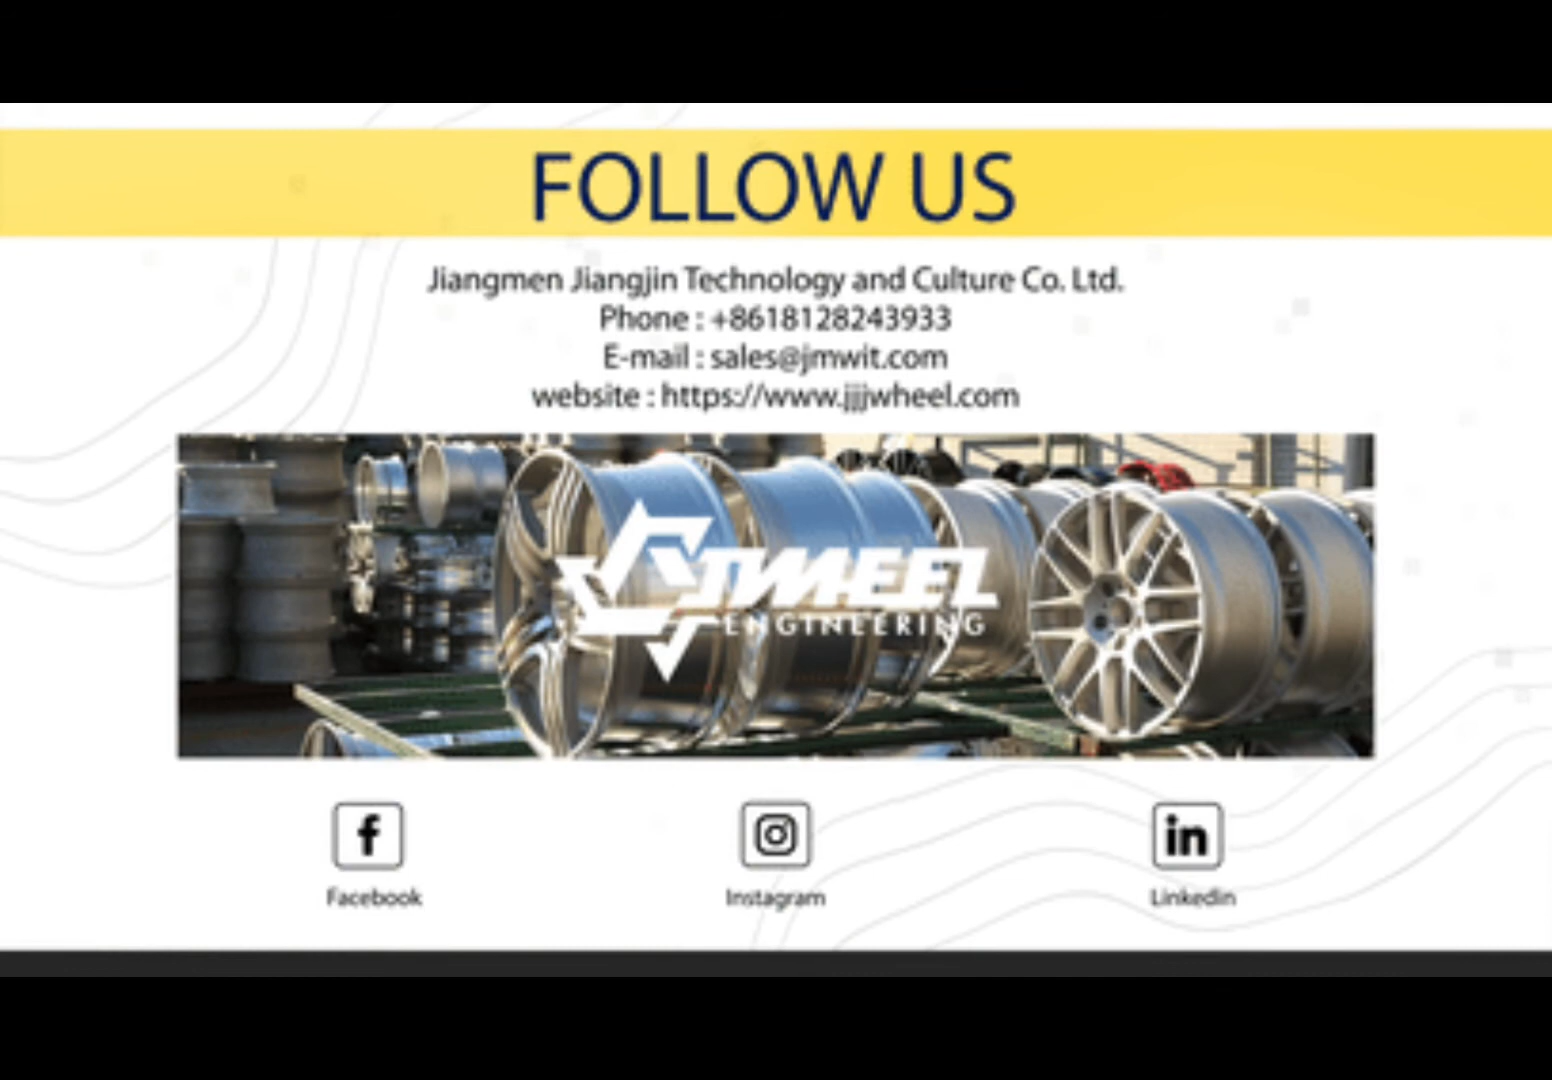 FOLLOW US
Jiangmen Jiangjin Technology and Culture Co. Ltd.
Phone : +8618128243933
E-mail : sales@jmwit.com
website : https://www.jjjwheel.com
JWHEEL
ENGINEERING
Facebook
Instagram
Linkedin